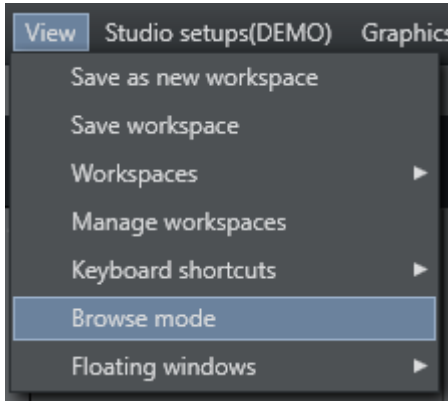 View Studio setups(DEMO) Graphics
Save as new workspace
Save workspace
Workspaces
Manage workspaces
Keyboard shortcuts
Browse mode
Floating windows